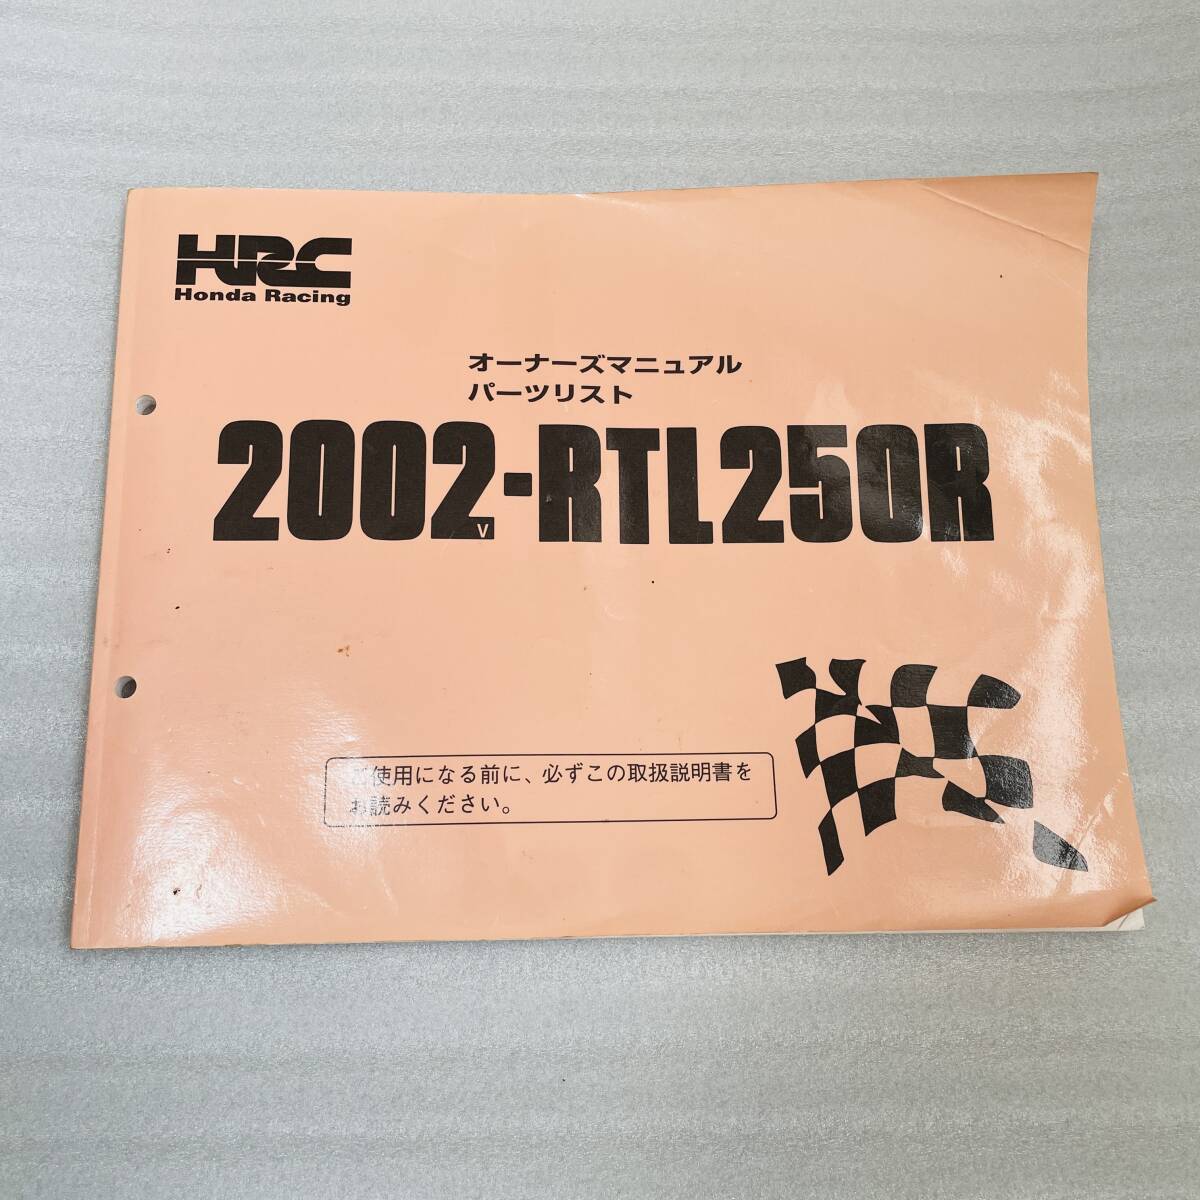 HRC
Honda Racing
オーナーズマニュアル
パーツリスト
2002-RTL250R
V
ご使用になる前に、必ずこの取扱説明書を
お読みください。